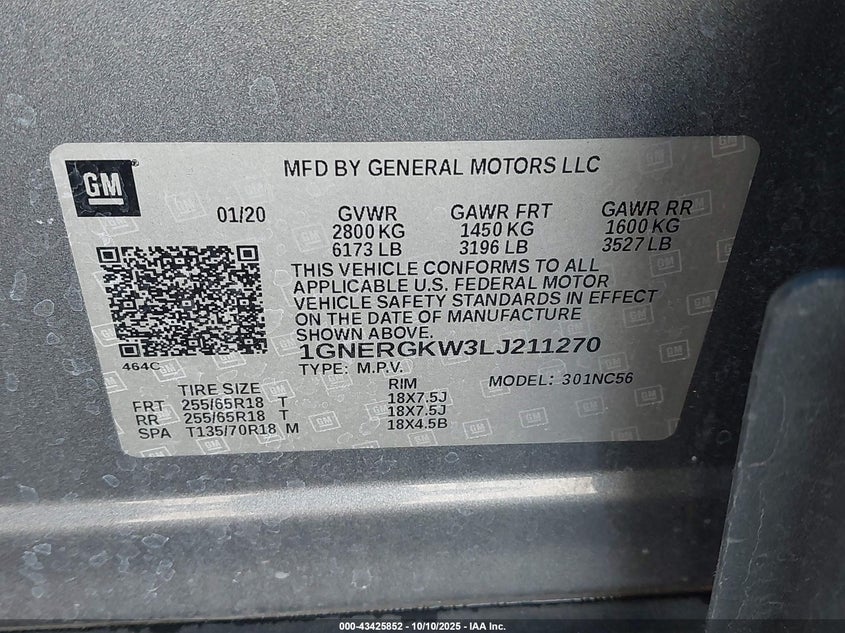 GM
MFD BY GENERAL MOTORS LLC
01/20 GVWR GAWR FRT GAWR RR
2800 KG 1450 KG 1600 KG
6173 LB 3196 LB 3527 LB
THIS VEHICLE CONFORMS TO ALL
APPLICABLE U.S. FEDERAL MOTOR
VEHICLE SAFETY STANDARDS IN EFFECT
ON THE DATE OF MANUFACTURE
SHOWN ABOVE.
1GNERGKW3LJ211270
464C
TYPE: M.P.V. MODEL: 301NC56
TIRE SIZE RIM
FRT 255/65R18 T 18X7.5J
RR 255/65R18 T 18X7.5J
SPA T135/70R18 M 18X4.5B
000-43425852 - 10/10/2025 - IAA Inc.